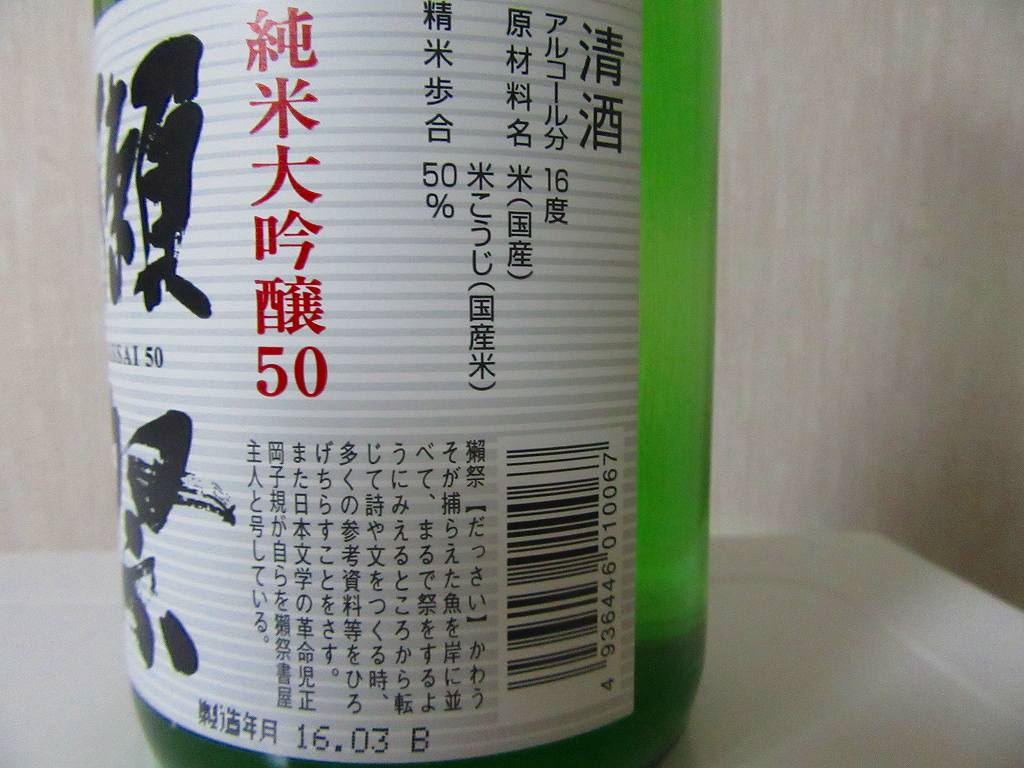 清酒
アルコール分 16度
原材料名 米(国産)
米こうじ(国産米)
精米歩合 50%
純米大吟醸50
獺祭
SAI 50
獺祭【だっさい】かわう
そが捕らえた魚を岸に並
べて、まるで祭をするよ
うにみえるところから転
じて詩や文をつくる時、
多くの参考資料等をひろ
げちらすことをさす。
また日本文学の革命児正
岡子規が自らを獺祭書屋
主人と号している。
4 936446 010067
製造年月 16.03 B